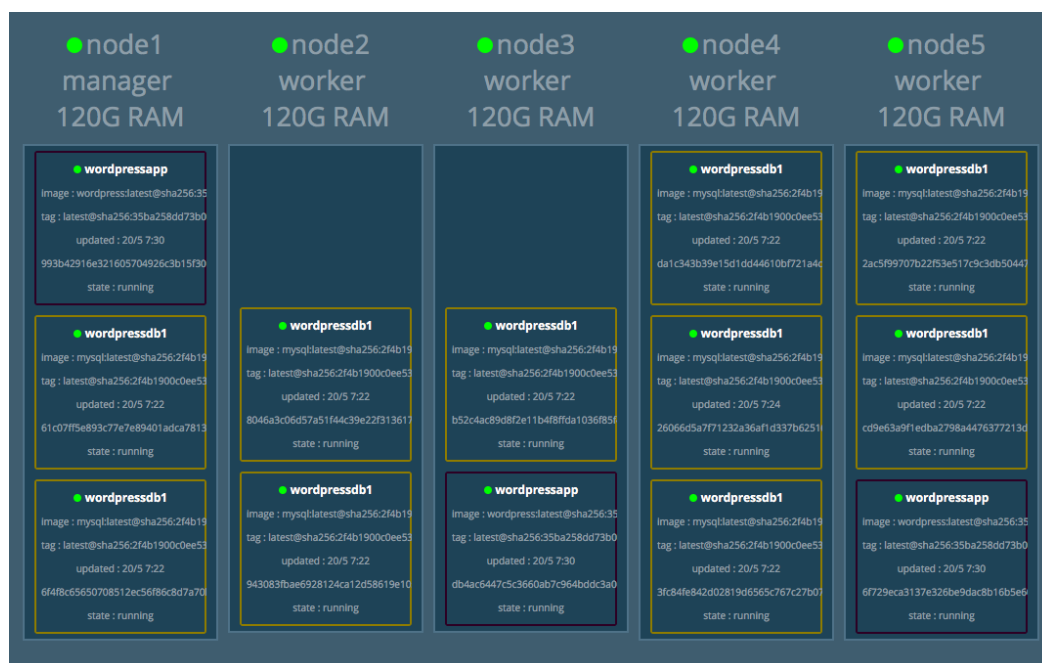 node1
manager
120G RAM
wordpressapp
image : wordpress:latest@sha256:35
tag : latest@sha256:35ba258dd73b0
updated : 20/5 7:30
993b42916e321605704926c3b15f30
state : running
wordpressdb1
image : mysql:latest@sha256:2f4b19
tag : latest@sha256:2f4b1900c0ee53
updated : 20/5 7:22
61c07ff5e893c77e7e89401adca7813
state : running
wordpressdb1
image : mysql:latest@sha256:2f4b19
tag : latest@sha256:2f4b1900c0ee53
updated : 20/5 7:22
6f4f8c65650708512ec56f86c8d7a70
state : running
node2
worker
120G RAM
wordpressdb1
image : mysql:latest@sha256:2f4b19
tag : latest@sha256:2f4b1900c0ee53
updated : 20/5 7:22
8046a3c06d57a51f44c39e22f313617
state : running
wordpressdb1
image : mysql:latest@sha256:2f4b19
tag : latest@sha256:2f4b1900c0ee53
updated : 20/5 7:22
943083fbae6928124ca12d58619e10
state : running
node3
worker
120G RAM
wordpressdb1
image : mysql:latest@sha256:2f4b19
tag : latest@sha256:2f4b1900c0ee53
updated : 20/5 7:22
b52c4ac89d8f2e11b4f8ffda1036f85f
state : running
wordpressapp
image : wordpress:latest@sha256:35
tag : latest@sha256:35ba258dd73b0
updated : 20/5 7:30
db4ac6447c5c3660ab7c964bddc3a0
state : running
node4
worker
120G RAM
wordpressdb1
image : mysql:latest@sha256:2f4b19
tag : latest@sha256:2f4b1900c0ee53
updated : 20/5 7:22
da1c343b39e15d1dd44610bf721a4c
state : running
wordpressdb1
image : mysql:latest@sha256:2f4b19
tag : latest@sha256:2f4b1900c0ee53
updated : 20/5 7:24
26066d5a7f71232a36af1d337b6251
state : running
wordpressdb1
image : mysql:latest@sha256:2f4b19
tag : latest@sha256:2f4b1900c0ee53
updated : 20/5 7:22
3fc84fe842d02819d6565c767c27b07
state : running
node5
worker
120G RAM
wordpressdb1
image : mysql:latest@sha256:2f4b19
tag : latest@sha256:2f4b1900c0ee53
updated : 20/5 7:22
2ac5f99707b22f53e517c9c3db50447
state : running
wordpressdb1
image : mysql:latest@sha256:2f4b19
tag : latest@sha256:2f4b1900c0ee53
updated : 20/5 7:22
cd9e63a9f1edba2798a4476377213d
state : running
wordpressapp
image : wordpress:latest@sha256:35
tag : latest@sha256:35ba258dd73b0
updated : 20/5 7:30
6f729eca3137e326be9dac8b16b5e6
state : running